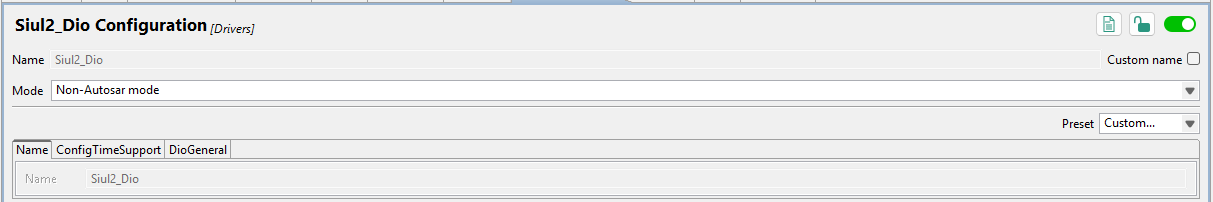 Siul2_Dio Configuration [Drivers]
Name Siul2_Dio Custom name
Mode Non-Autosar mode
Preset Custom...
Name ConfigTimeSupport DioGeneral
Name Siul2_Dio